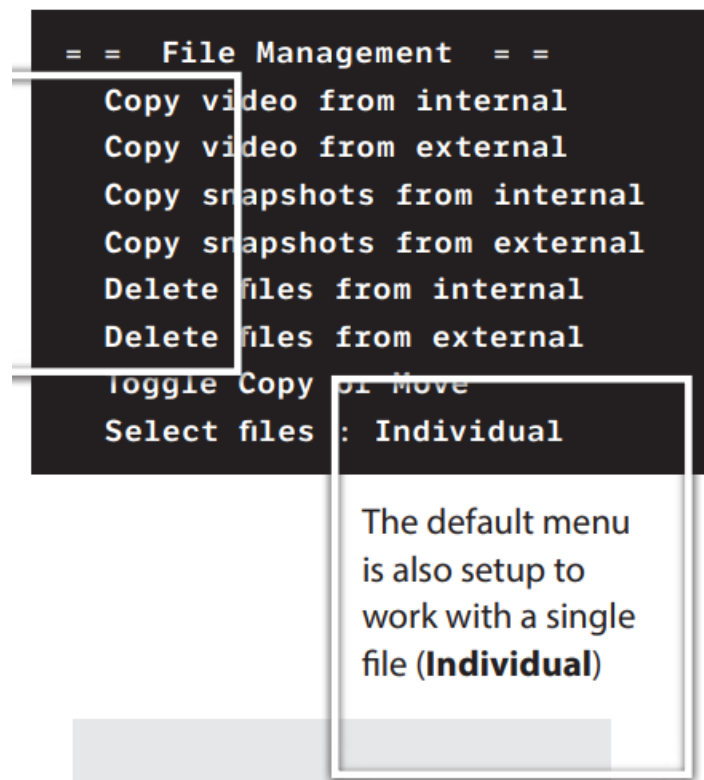 = = File Management = =
Copy video from internal
Copy video from external
Copy snapshots from internal
Copy snapshots from external
Delete files from internal
Delete files from external
Toggle Copy or Move
Select files : Individual
The default menu
is also setup to
work with a single
file (Individual)